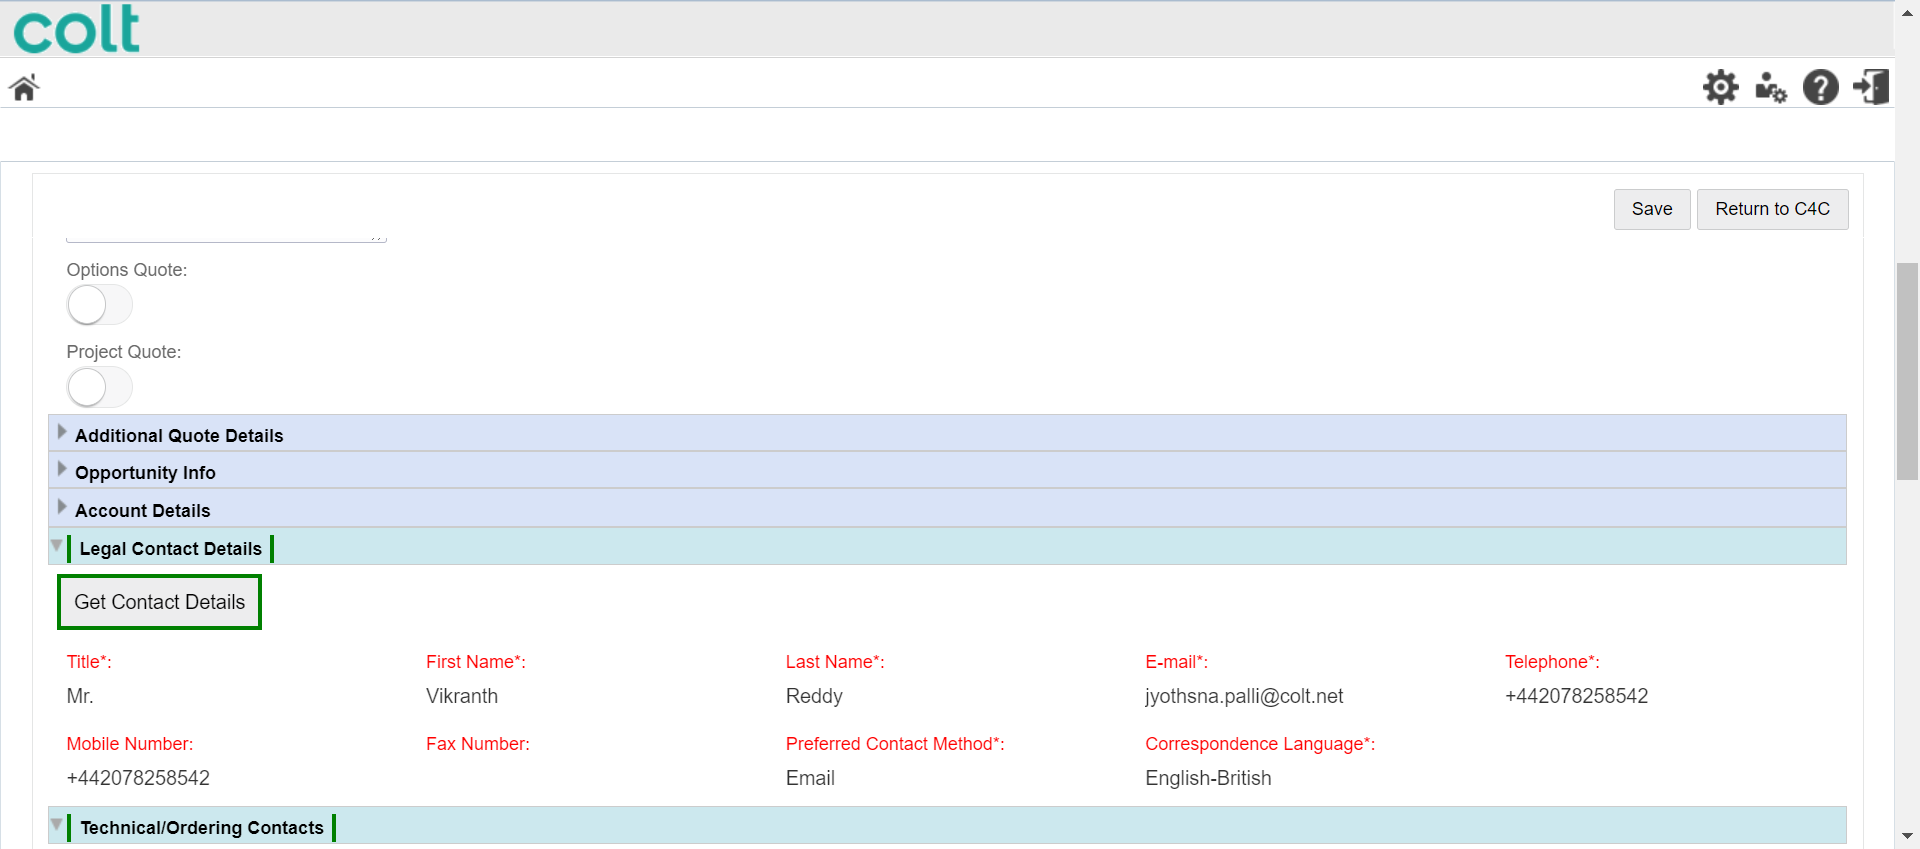 colt
Save
Return to C4C
Options Quote:
Project Quote:
Additional Quote Details
Opportunity Info
Account Details
Legal Contact Details
Get Contact Details
Title*: First Name*: Last Name*: E-mail*: Telephone*:
Mr. Vikranth Reddy jyothsna.palli@colt.net +442078258542
Mobile Number: Fax Number: Preferred Contact Method*: Correspondence Language*:
+442078258542 Email English-British
Technical/Ordering Contacts